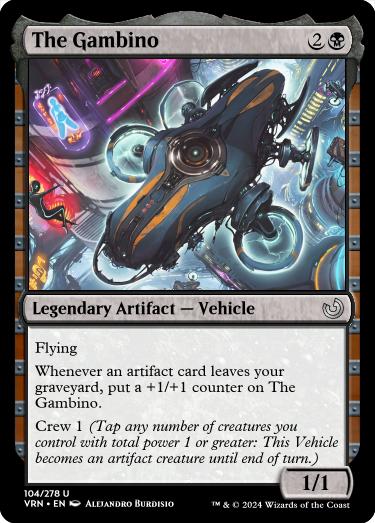 The Gambino 2
Legendary Artifact — Vehicle
Flying
Whenever an artifact card leaves your
graveyard, put a +1/+1 counter on The
Gambino.
Crew 1 (Tap any number of creatures you
control with total power 1 or greater: This Vehicle
becomes an artifact creature until end of turn.)
1/1
104/278 U
VRN • EN Alejandro Burdisio
™ & © 2024 Wizards of the Coast